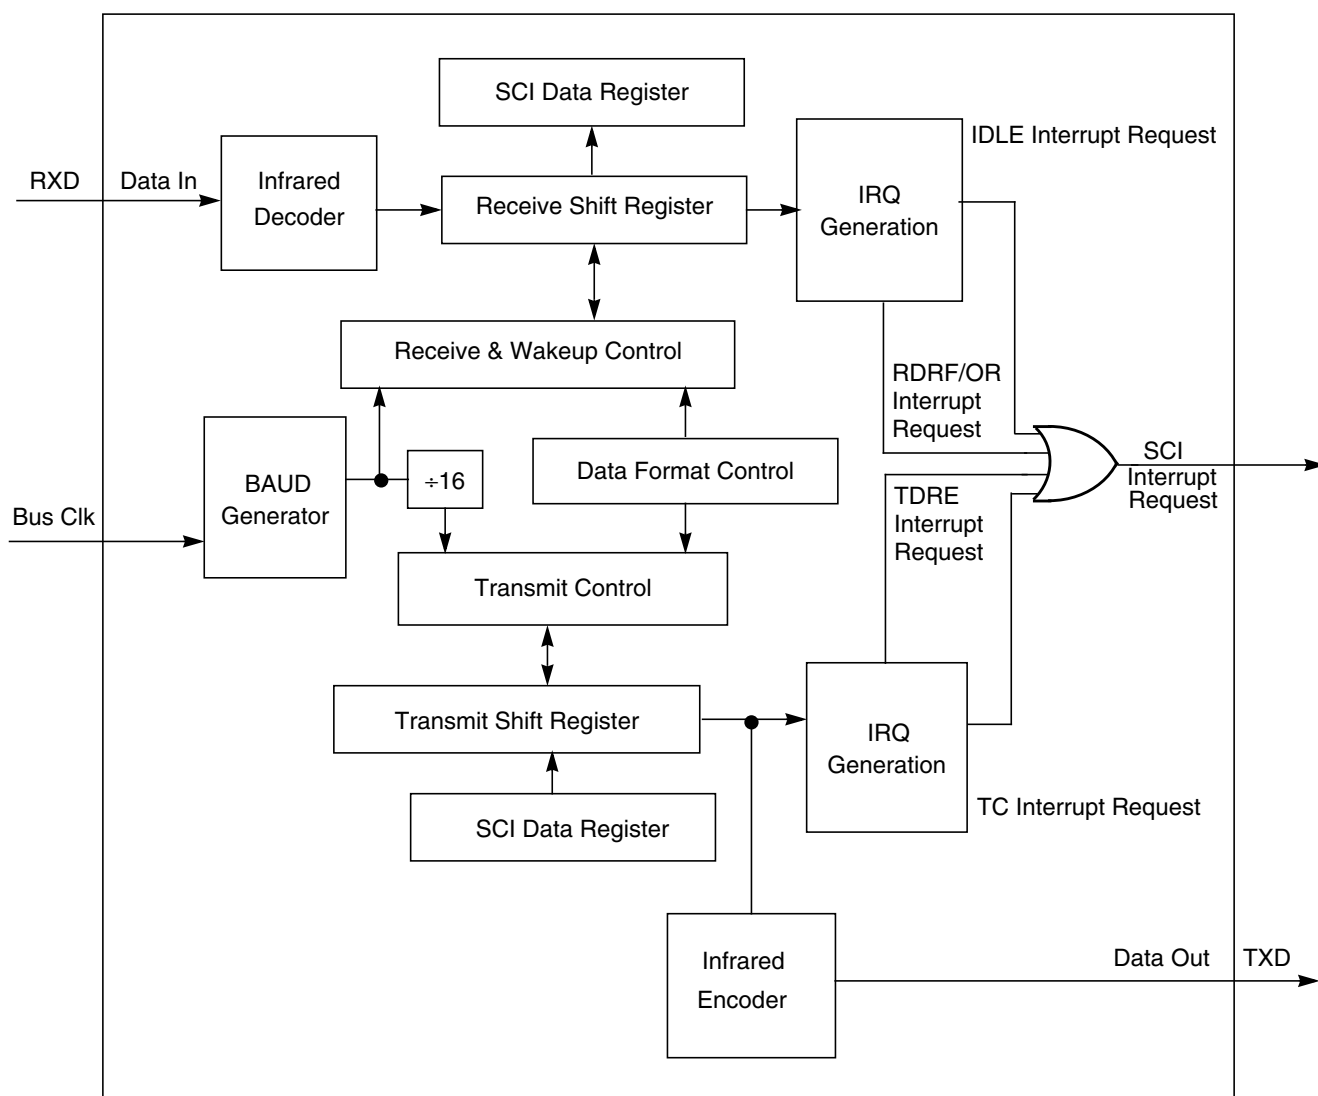 SCI Data Register
IDLE Interrupt Request
RXD
Data In
Infrared
Decoder
Receive Shift Register
IRQ
Generation
Receive & Wakeup Control
RDRF/OR
Interrupt
Request
BAUD
Generator
÷16
Data Format Control
SCI
Interrupt
Request
Bus Clk
TDRE
Interrupt
Request
Transmit Control
Transmit Shift Register
IRQ
Generation
TC Interrupt Request
SCI Data Register
Infrared
Encoder
Data Out
TXD